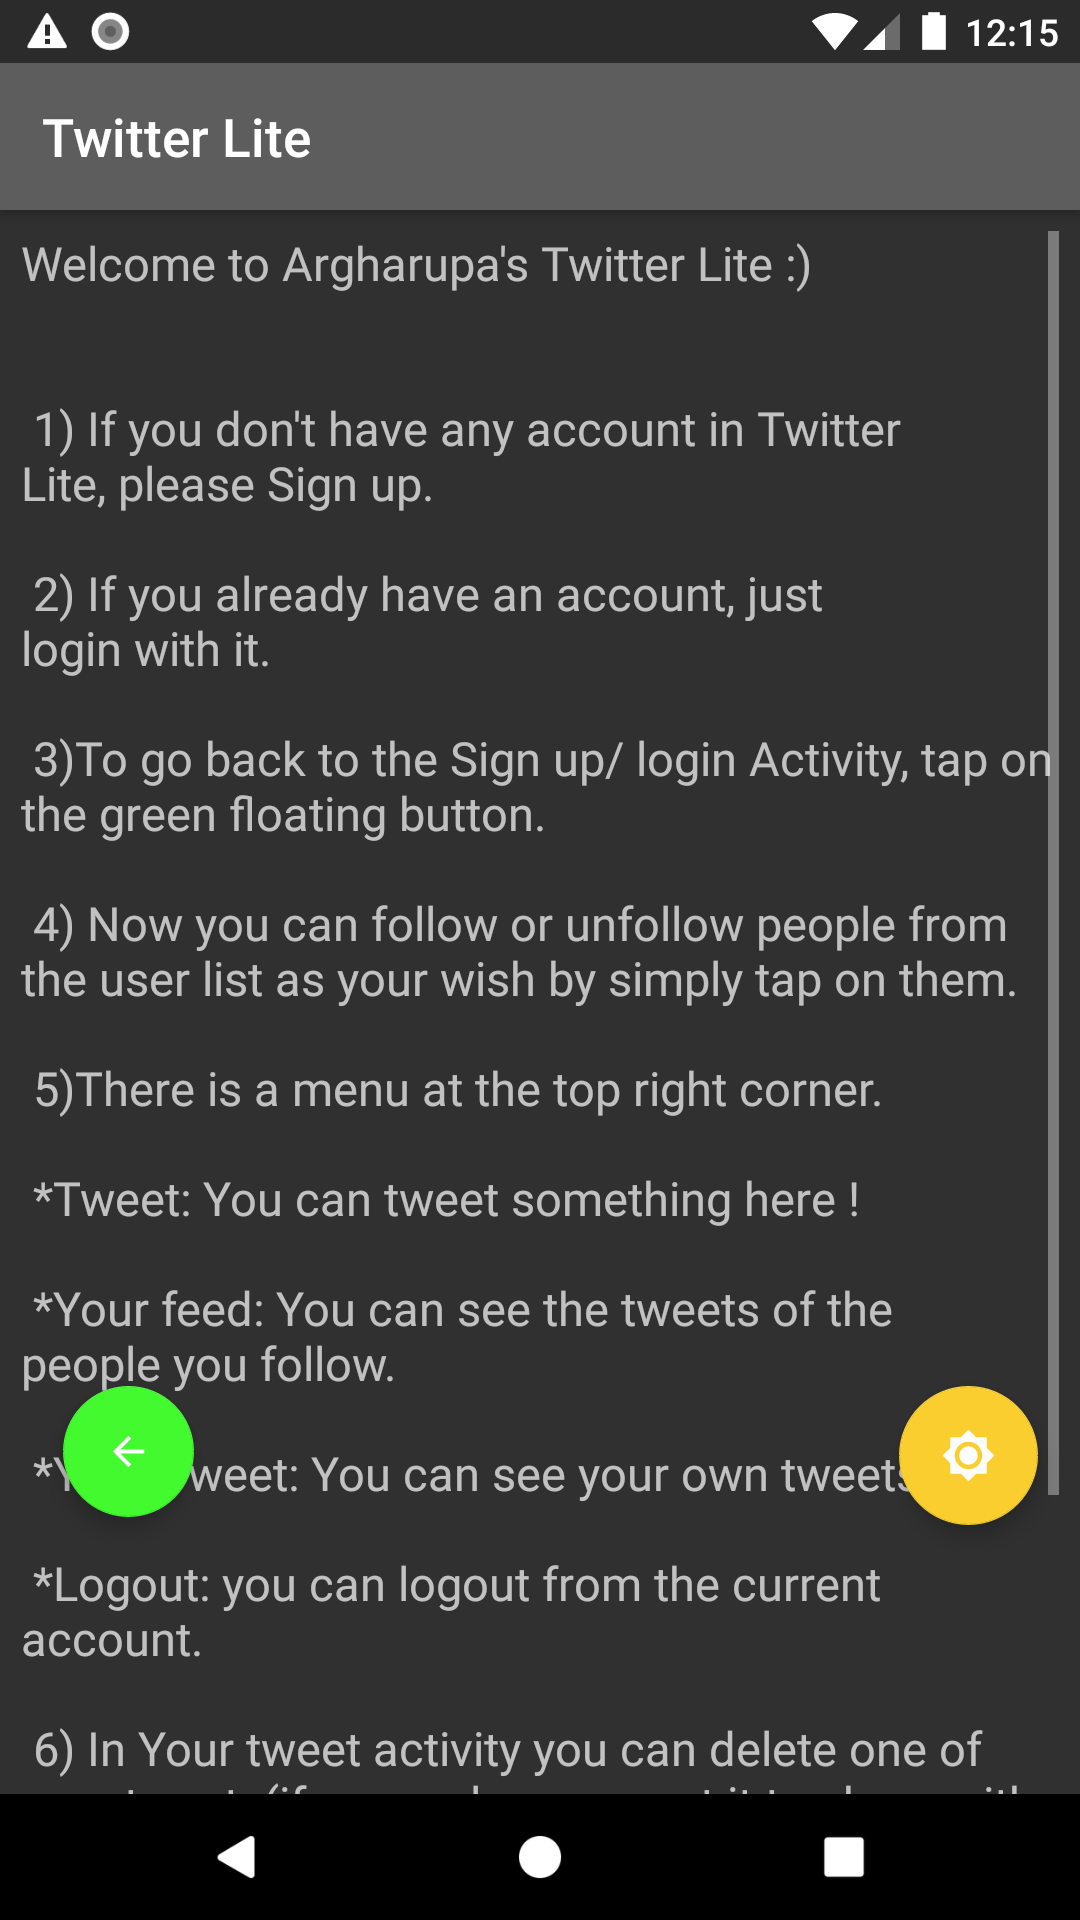 12:15
Twitter Lite
Welcome to Argharupa's Twitter Lite :)
1) If you don't have any account in Twitter
Lite, please Sign up.
2) If you already have an account, just
login with it.
3)To go back to the Sign up/ login Activity, tap on
the green floating button.
4) Now you can follow or unfollow people from
the user list as your wish by simply tap on them.
5)There is a menu at the top right corner.
*Tweet: You can tweet something here !
*Your feed: You can see the tweets of the
people you follow.
weet: You can see your own tweets
*Logout: you can logout from the current
account.
6) In Your tweet activity you can delete one of